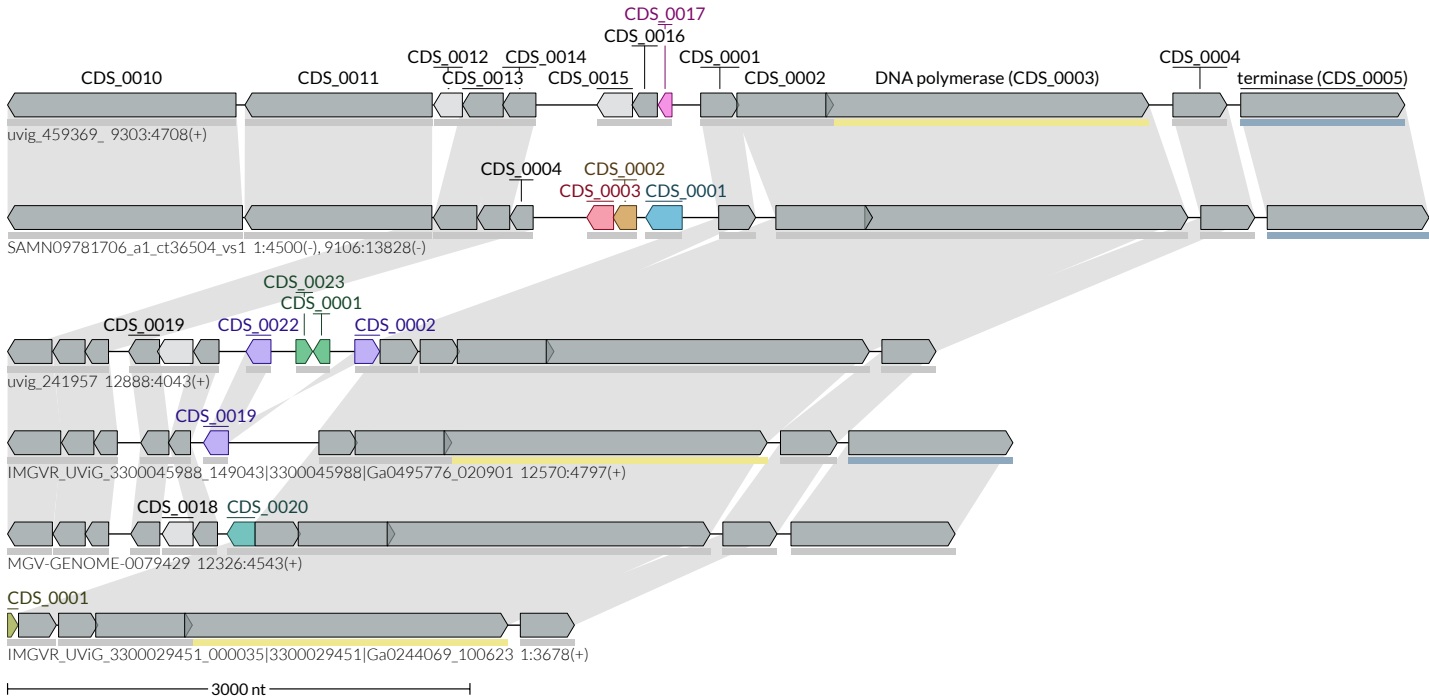 CDS_0017
CDS_0016
CDS_0012 CDS_0014 CDS_0001 CDS_0004
CDS_0010 CDS_0011 CDS_0013 CDS_0015 CDS_0002 DNA polymerase (CDS_0003) terminase (CDS_0005)
uvig_459369_ 9303:4708(+)
CDS_0004 CDS_0002
CDS_0003 CDS_0001
SAMN09781706_a1_ct36504_vs1 1:4500(-), 9106:13828(-)
CDS_0023
CDS_0001
CDS_0019 CDS_0022 CDS_0002
uvig_241957 12888:4043(+)
CDS_0019
IMGVR_UViG_3300045988_149043|3300045988|Ga0495776_020901 12570:4797(+)
CDS_0018 CDS_0020
MGV-GENOME-0079429 12326:4543(+)
CDS_0001
IMGVR_UViG_3300029451_000035|3300029451|Ga0244069_100623 1:3678(+)
3000 nt